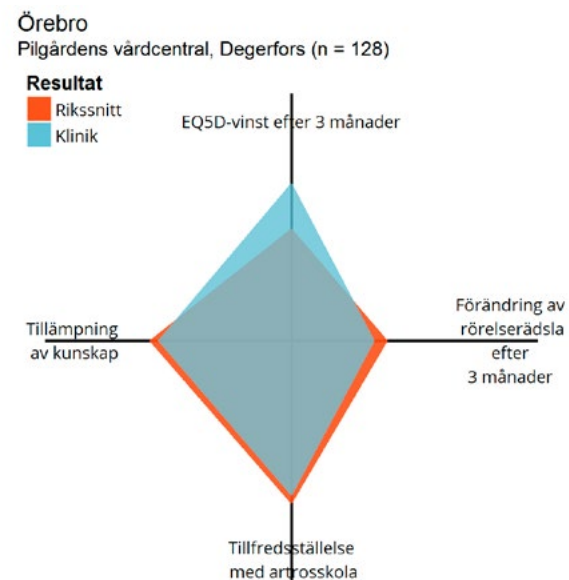 Örebro
Pilgårdens vårdcentral, Degerfors (n = 128)
Resultat
Rikssnitt
Klinik
EQ5D-vinst efter 3 månader
Tillämpning
av kunskap
Förändring av
rörelserädsla
efter
3 månader
Tillfredsställelse
med artrosskola